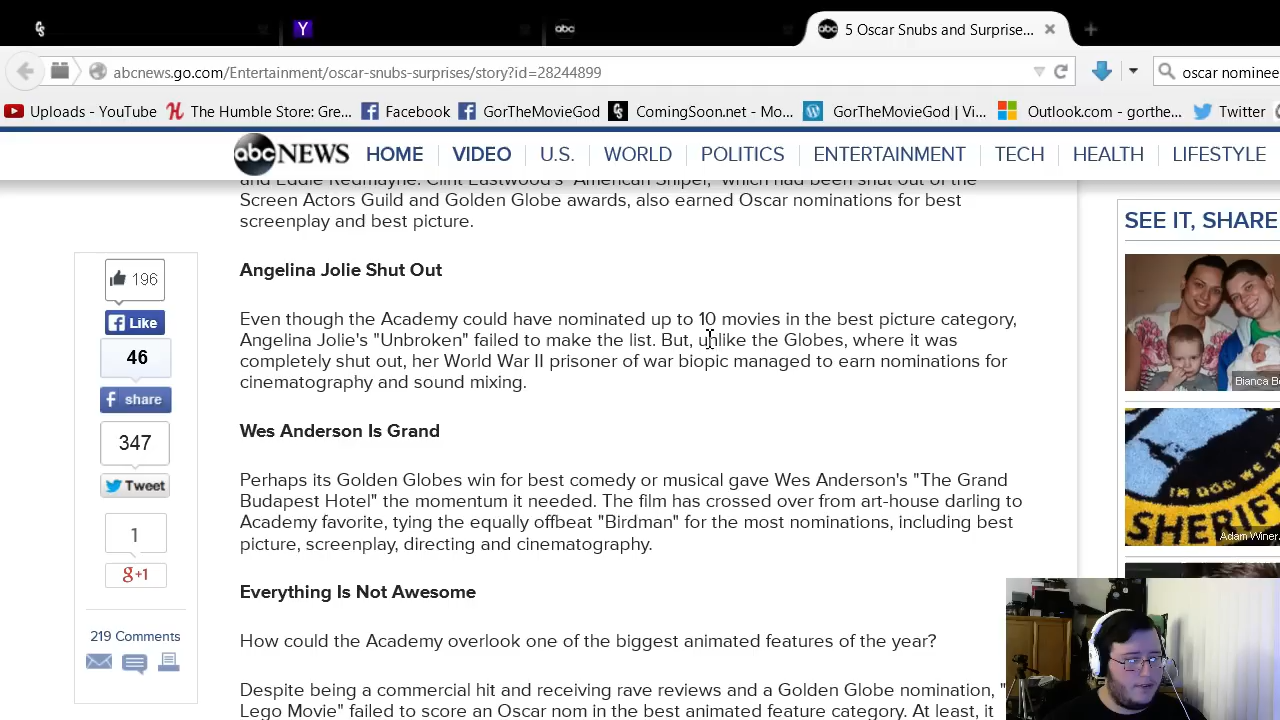 5 Oscar Snubs and Surprise...
abcnews.go.com/Entertainment/oscar-snubs-surprises/story?id=28244899
oscar nominee
Uploads - YouTube
The Humble Store: Gre...
Facebook
GorTheMovieGod
ComingSoon.net - Mo...
GorTheMovieGod | Vi...
Outlook.com - gorthe...
Twitter
abc NEWS
HOME
VIDEO
U.S.
WORLD
POLITICS
ENTERTAINMENT
TECH
HEALTH
LIFESTYLE
and Eddie Redmayne. Clint Eastwood's "American Sniper," which had been shut out of the
Screen Actors Guild and Golden Globe awards, also earned Oscar nominations for best
screenplay and best picture.
Angelina Jolie Shut Out
Even though the Academy could have nominated up to 10 movies in the best picture category,
Angelina Jolie's "Unbroken" failed to make the list. But, unlike the Globes, where it was
completely shut out, her World War II prisoner of war biopic managed to earn nominations for
cinematography and sound mixing.
Wes Anderson Is Grand
Perhaps its Golden Globes win for best comedy or musical gave Wes Anderson's "The Grand
Budapest Hotel" the momentum it needed. The film has crossed over from art-house darling to
Academy favorite, tying the equally offbeat "Birdman" for the most nominations, including best
picture, screenplay, directing and cinematography.
Everything Is Not Awesome
How could the Academy overlook one of the biggest animated features of the year?
Despite being a commercial hit and receiving rave reviews and a Golden Globe nomination, "
Lego Movie" failed to score an Oscar nom in the best animated feature category. At least, it
196
Like
46
share
347
Tweet
1
g+1
219 Comments
SEE IT, SHARE
Bianca B
SHERIF
Adam Winer
abc
Y